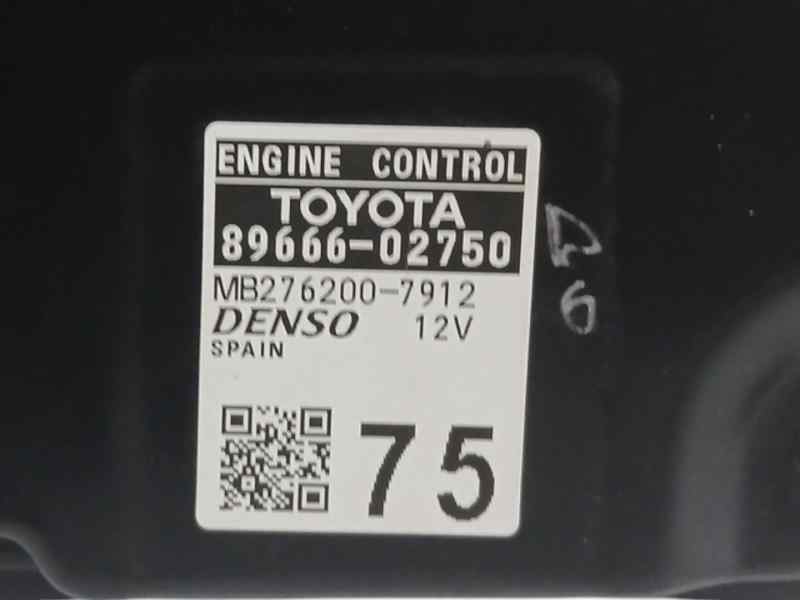 ENGINE CONTROL
TOYOTA
89666-02750
MB276200-7912
DENSO 12V
SPAIN
75